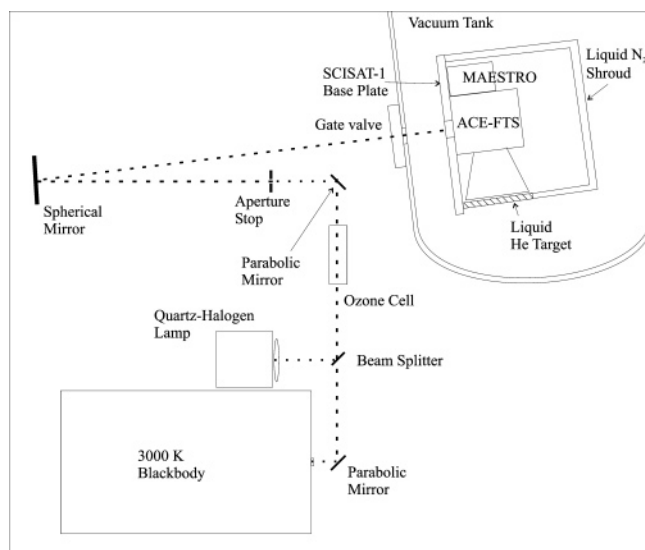 Vacuum Tank
SCISAT-1
Base Plate
MAESTRO
Liquid N2
Shroud
Gate valve
ACE-FTS
Spherical
Mirror
Aperture
Stop
Parabolic
Mirror
Liquid
He Target
Ozone Cell
Quartz-Halogen
Lamp
Beam Splitter
3000 K
Blackbody
Parabolic
Mirror